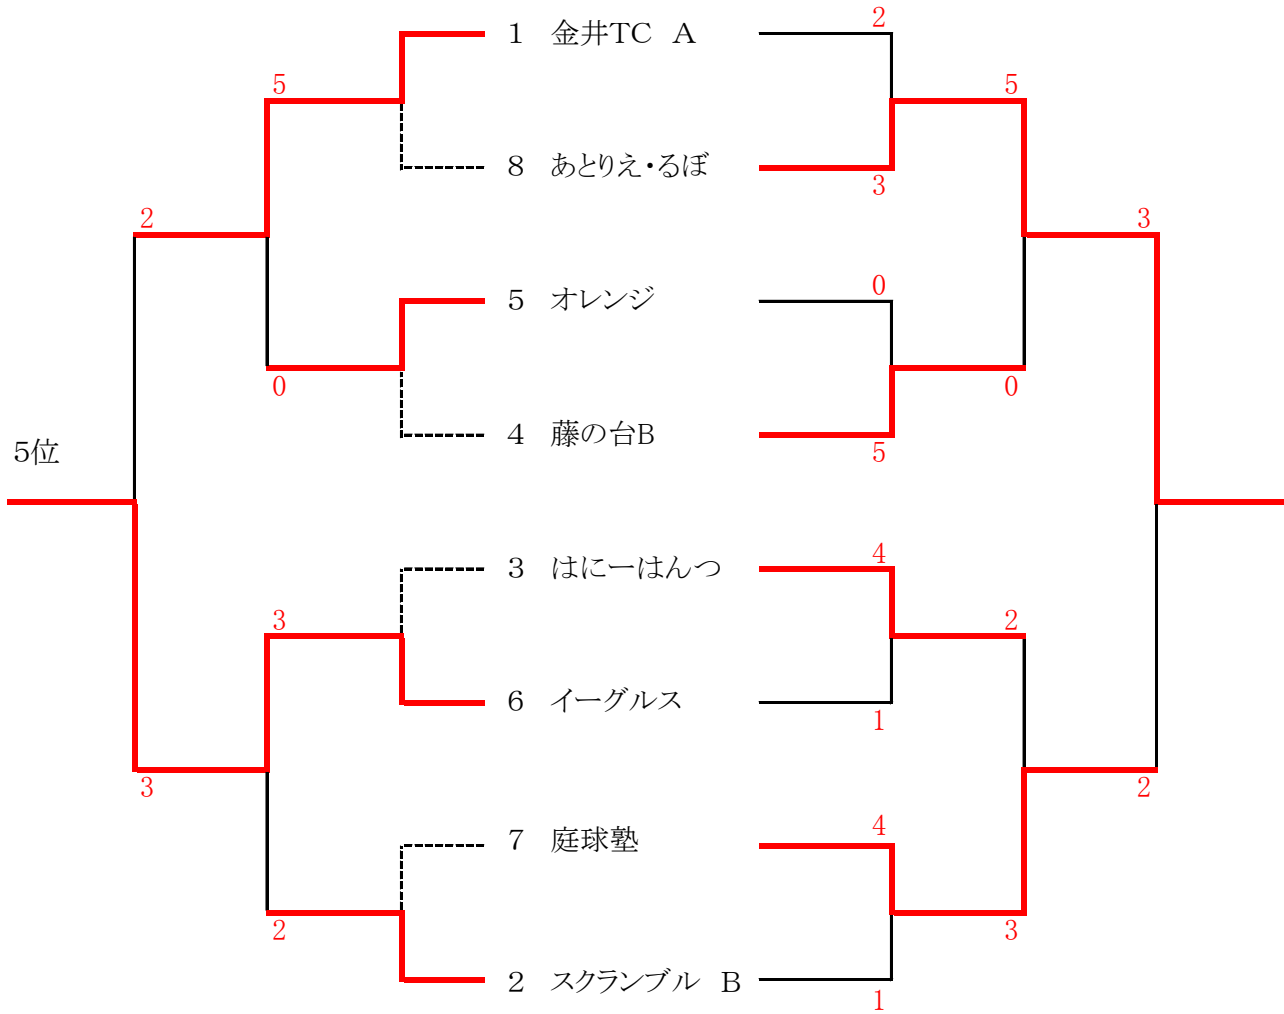 １ 金井TC A 2
5 5
８ あとりえ・るぼ
3
2 3
５ オレンジ 0
0 0
４ 藤の台B
5
5位
３ はにーはんつ 4
3 2
６ イーグルス
1
3 2
７ 庭球塾 4
2 3
２ スクランブル B
1